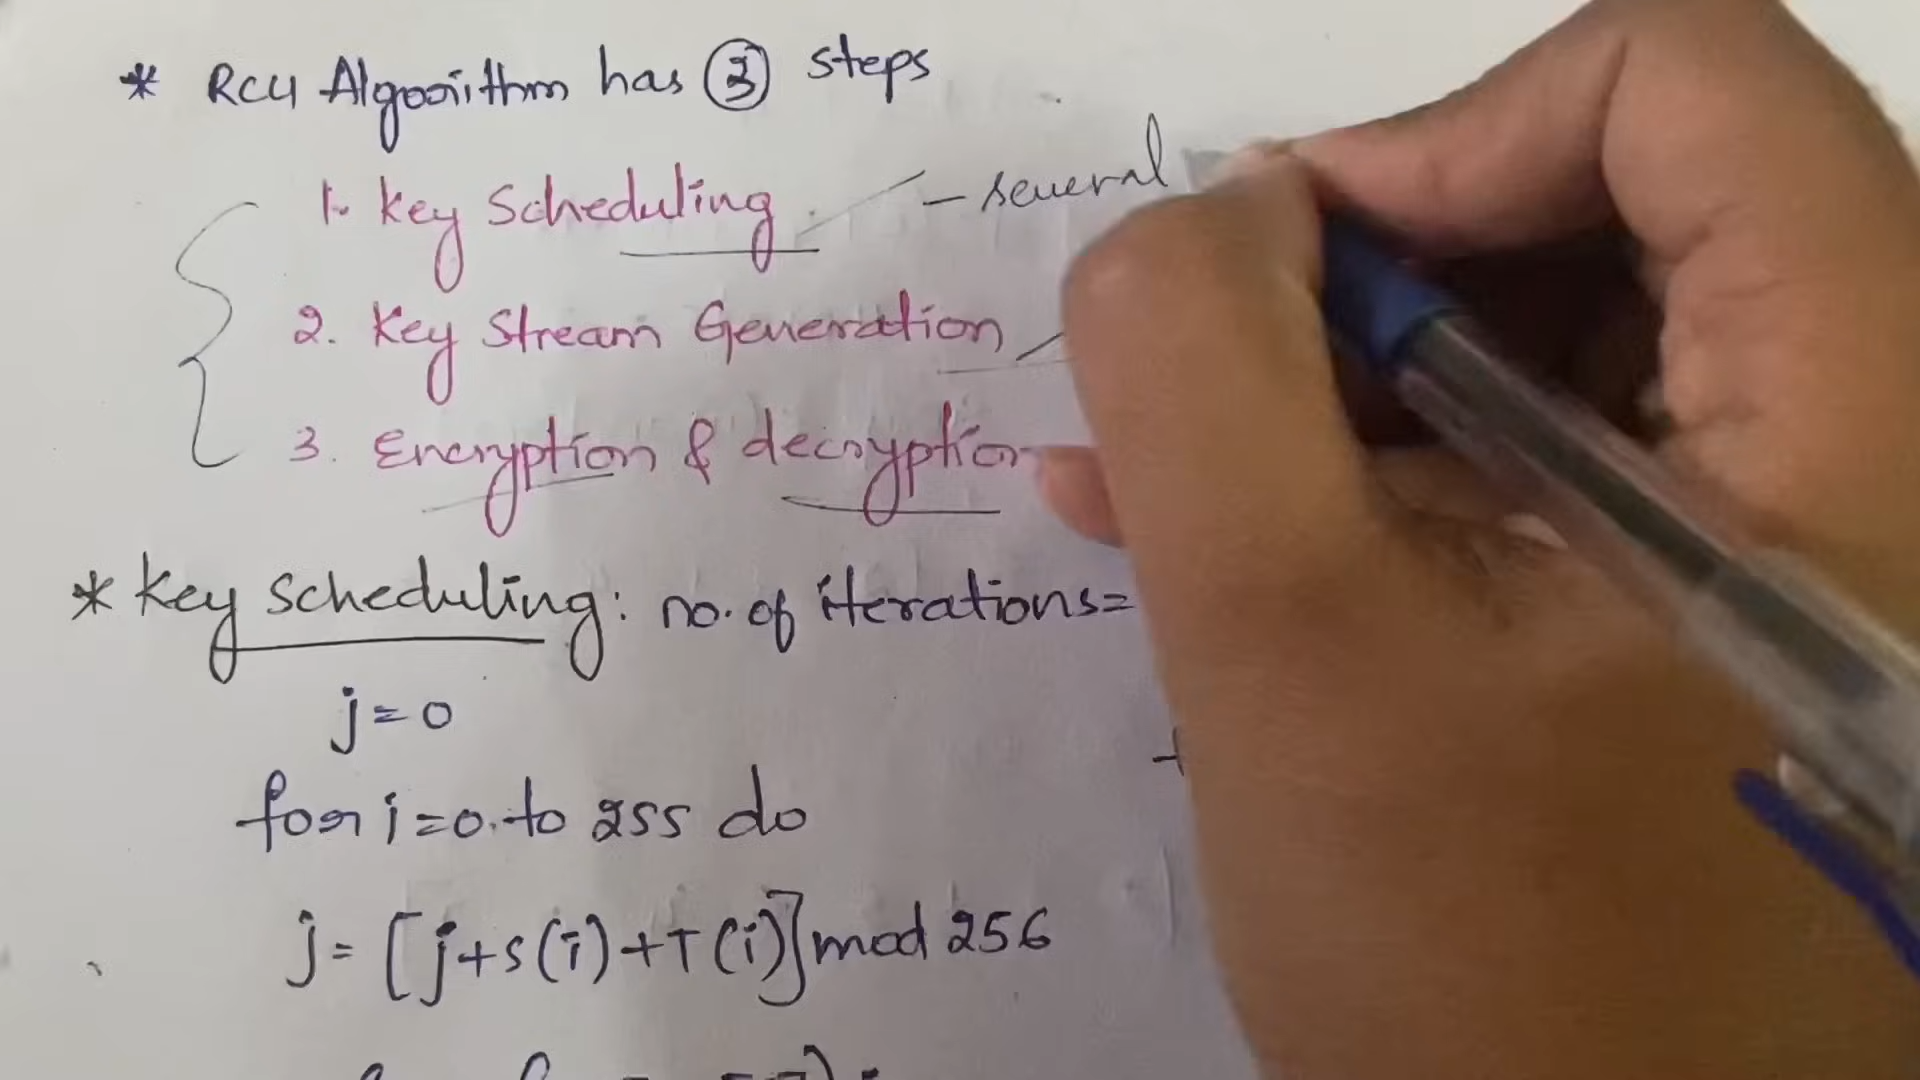 * RC4 Algorithm has ③ steps
1. Key Scheduling - several
2. Key Stream Generation
3. Encryption & decryption
* Key scheduling: no. of iterations=
j=0
for i=0 to 255 do
j= [j+s(i)+T(i)] mod 256